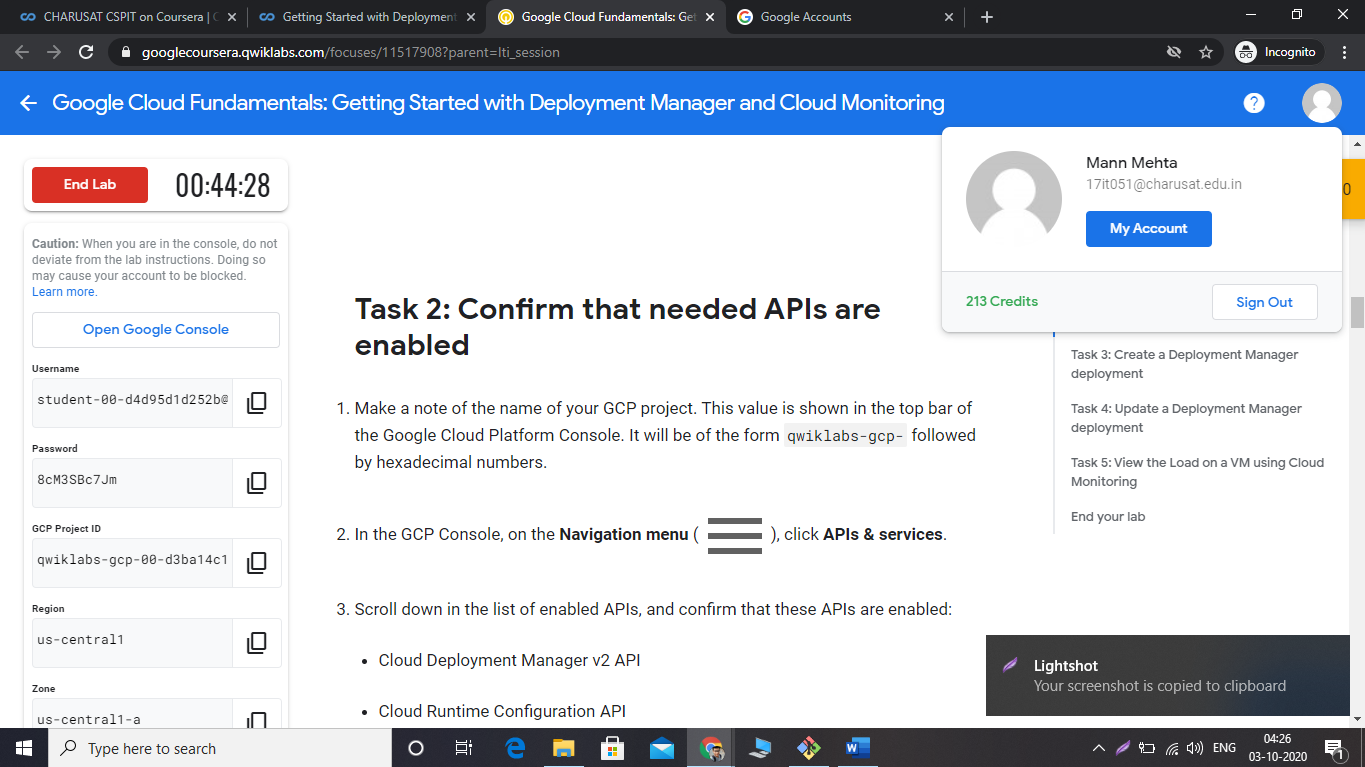 CHARUSAT CSPIT on Coursera | C
Getting Started with Deployment
Google Cloud Fundamentals: Get
Google Accounts
googlecoursera.qwiklabs.com/focuses/11517908?parent=lti_session
Incognito
Google Cloud Fundamentals: Getting Started with Deployment Manager and Cloud Monitoring
?
End Lab
00:44:28
Caution: When you are in the console, do not
deviate from the lab instructions. Doing so
may cause your account to be blocked.
Learn more.
Open Google Console
Username
student-00-d4d95d1d252b@
Password
8cM3SBc7Jm
GCP Project ID
qwiklabs-gcp-00-d3ba14c1
Region
us-central1
Zone
us-central1-a
Task 2: Confirm that needed APIs are
enabled
1. Make a note of the name of your GCP project. This value is shown in the top bar of
the Google Cloud Platform Console. It will be of the form qwiklabs-gcp- followed
by hexadecimal numbers.
2. In the GCP Console, on the Navigation menu ( ), click APIs & services.
3. Scroll down in the list of enabled APIs, and confirm that these APIs are enabled:
• Cloud Deployment Manager v2 API
• Cloud Runtime Configuration API
Mann Mehta
17it051@charusat.edu.in
My Account
213 Credits
Sign Out
0
Task 3: Create a Deployment Manager
deployment
Task 4: Update a Deployment Manager
deployment
Task 5: View the Load on a VM using Cloud
Monitoring
End your lab
Lightshot
Your screenshot is copied to clipboard
Type here to search
ENG
04:26
03-10-2020
1